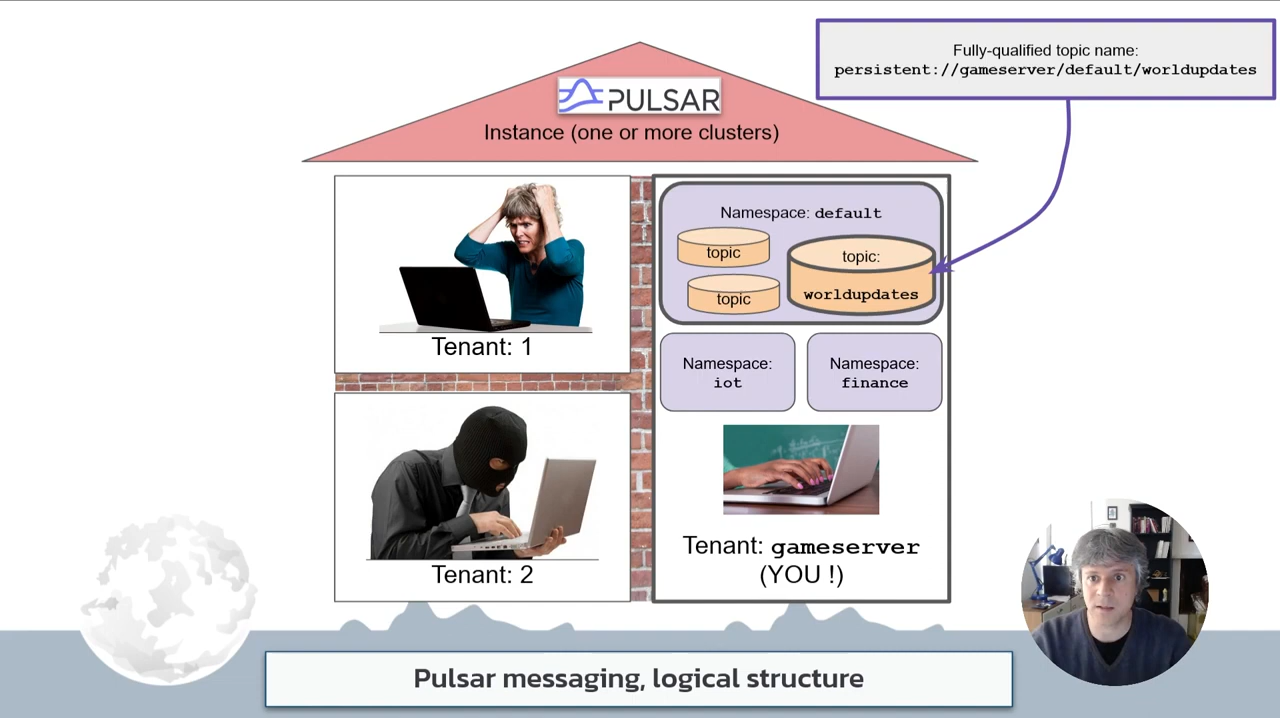 Fully-qualified topic name:
persistent://gameserver/default/worldupdates
PULSAR
Instance (one or more clusters)
Tenant: 1
Tenant: 2
Namespace: default
topic
topic
topic:
worldupdates
Namespace:
iot
Namespace:
finance
Tenant: gameserver
(YOU !)
Pulsar messaging, logical structure